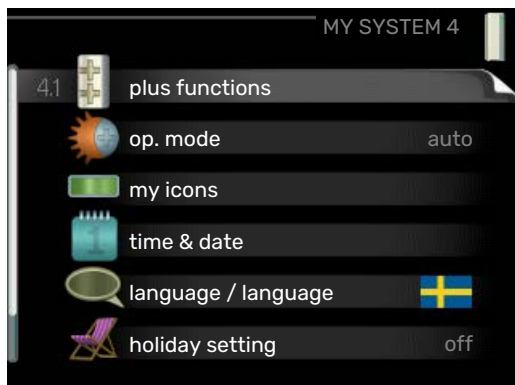 MY SYSTEM 4
4.1 plus functions
op. mode auto
my icons
1
time & date
language / language
holiday setting off